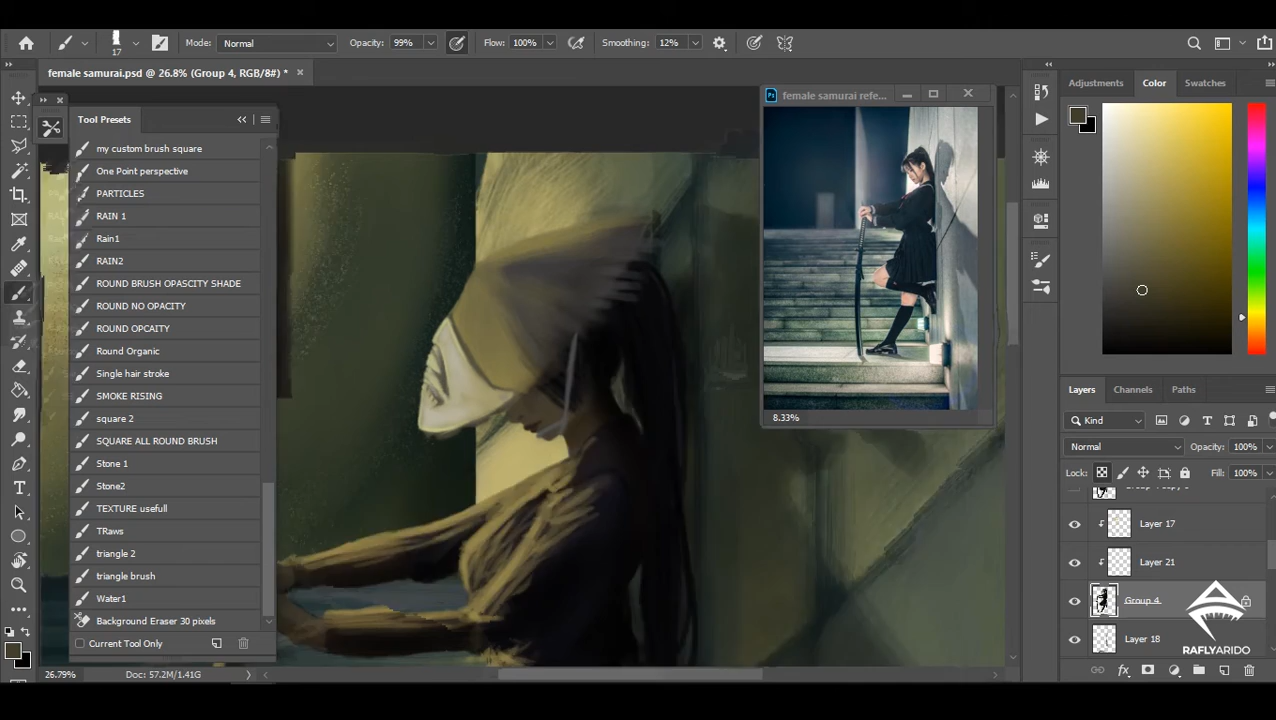 17
Mode: Normal
Opacity: 99%
Flow: 100%
Smoothing: 12%
female samurai.psd @ 26.8% (Group 4, RGB/8#) *
Tool Presets
my custom brush square
One Point perspective
PARTICLES
RAIN 1
Rain1
RAIN2
ROUND BRUSH OPASCITY SHADE
ROUND NO OPACITY
ROUND OPCAITY
Round Organic
Single hair stroke
SMOKE RISING
square 2
SQUARE ALL ROUND BRUSH
Stone 1
Stone2
TEXTURE usefull
TRaws
triangle 2
triangle brush
Water1
Background Eraser 30 pixels
Current Tool Only
26.79%
Doc: 57.2M/1.41G
Ps
female samurai refe...
8.33%
Adjustments
Color
Swatches
Layers
Channels
Paths
Kind
Normal
Opacity: 100%
Lock:
Fill: 100%
Layer 17
Layer 21
Group 4
Layer 18
fx
RAFLYARIDO